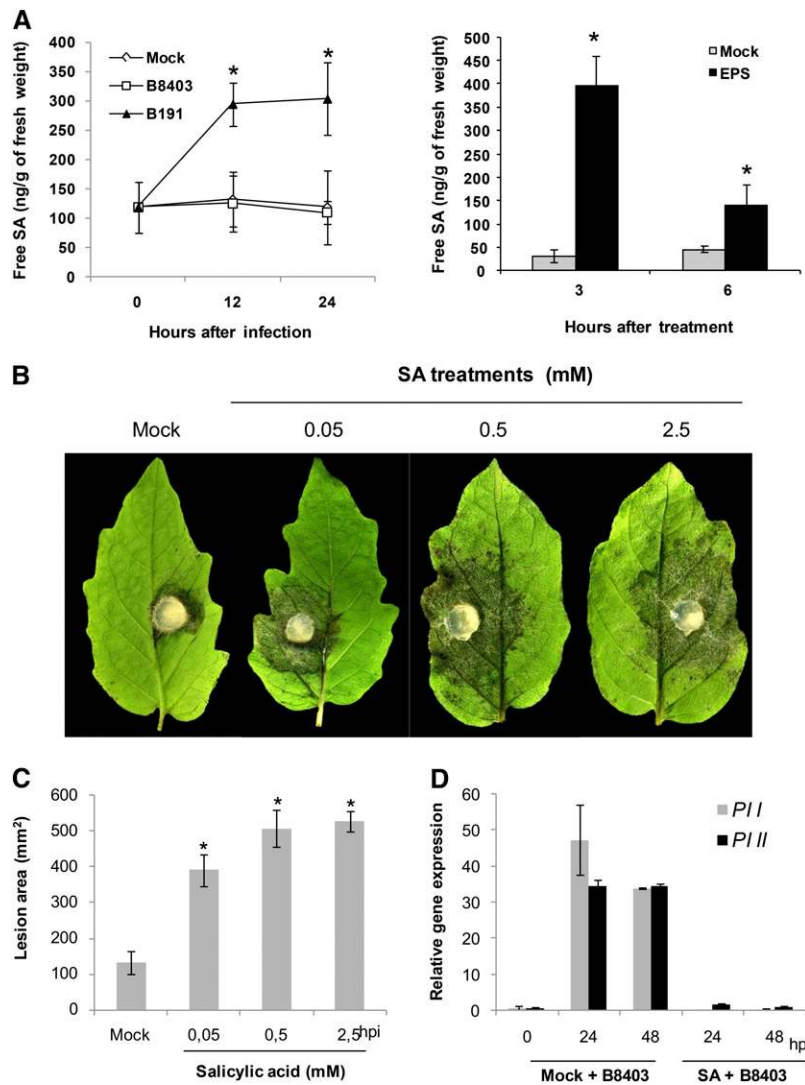 A
Free SA (ng/g of fresh weight)
400
350
300
250
200
150
100
50
0
Mock
B8403
B191
*
*
0
12
24
Hours after infection
Free SA (ng/g of fresh weight)
500
450
400
350
300
250
200
150
100
50
0
*
*
Mock
EPS
3
6
Hours after treatment
B
SA treatments (mM)
Mock
0.05
0.5
2.5
C
Lesion area (mm²)
600
500
400
300
200
100
0
*
*
*
Mock
0,05
0,5
2,5hpi
Salicylic acid (mM)
D
Relative gene expression
60
50
40
30
20
10
0
PI I
PI II
0
24
48
24
48 hp
Mock + B8403
SA + B8403